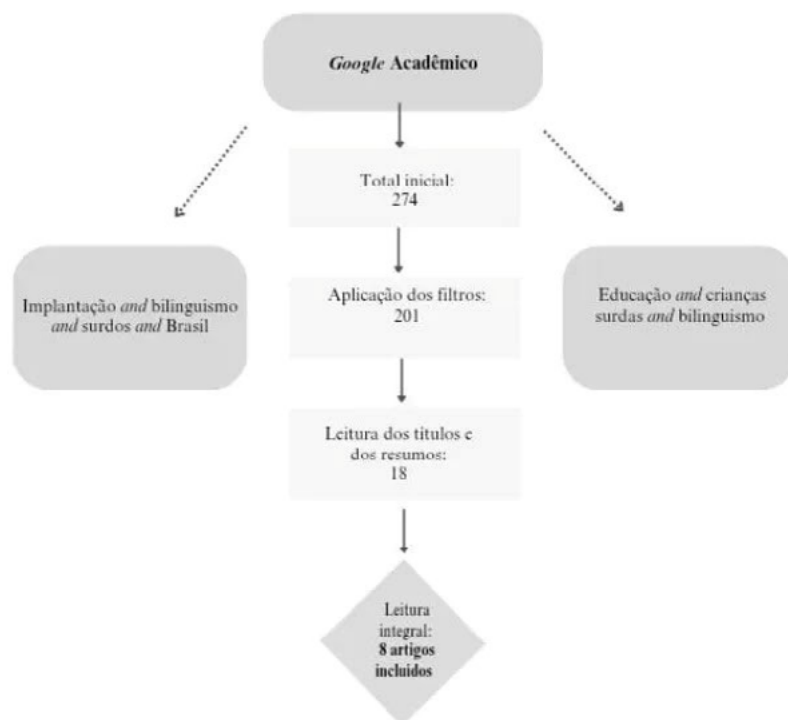 Google Acadêmico
Total inicial:
274
Implantação and bilinguismo
and surdos and Brasil
Aplicação dos filtros:
201
Educação and crianças
surdas and bilinguismo
Leitura dos títulos e
dos resumos:
18
Leitura
integral:
8 artigos
incluidos